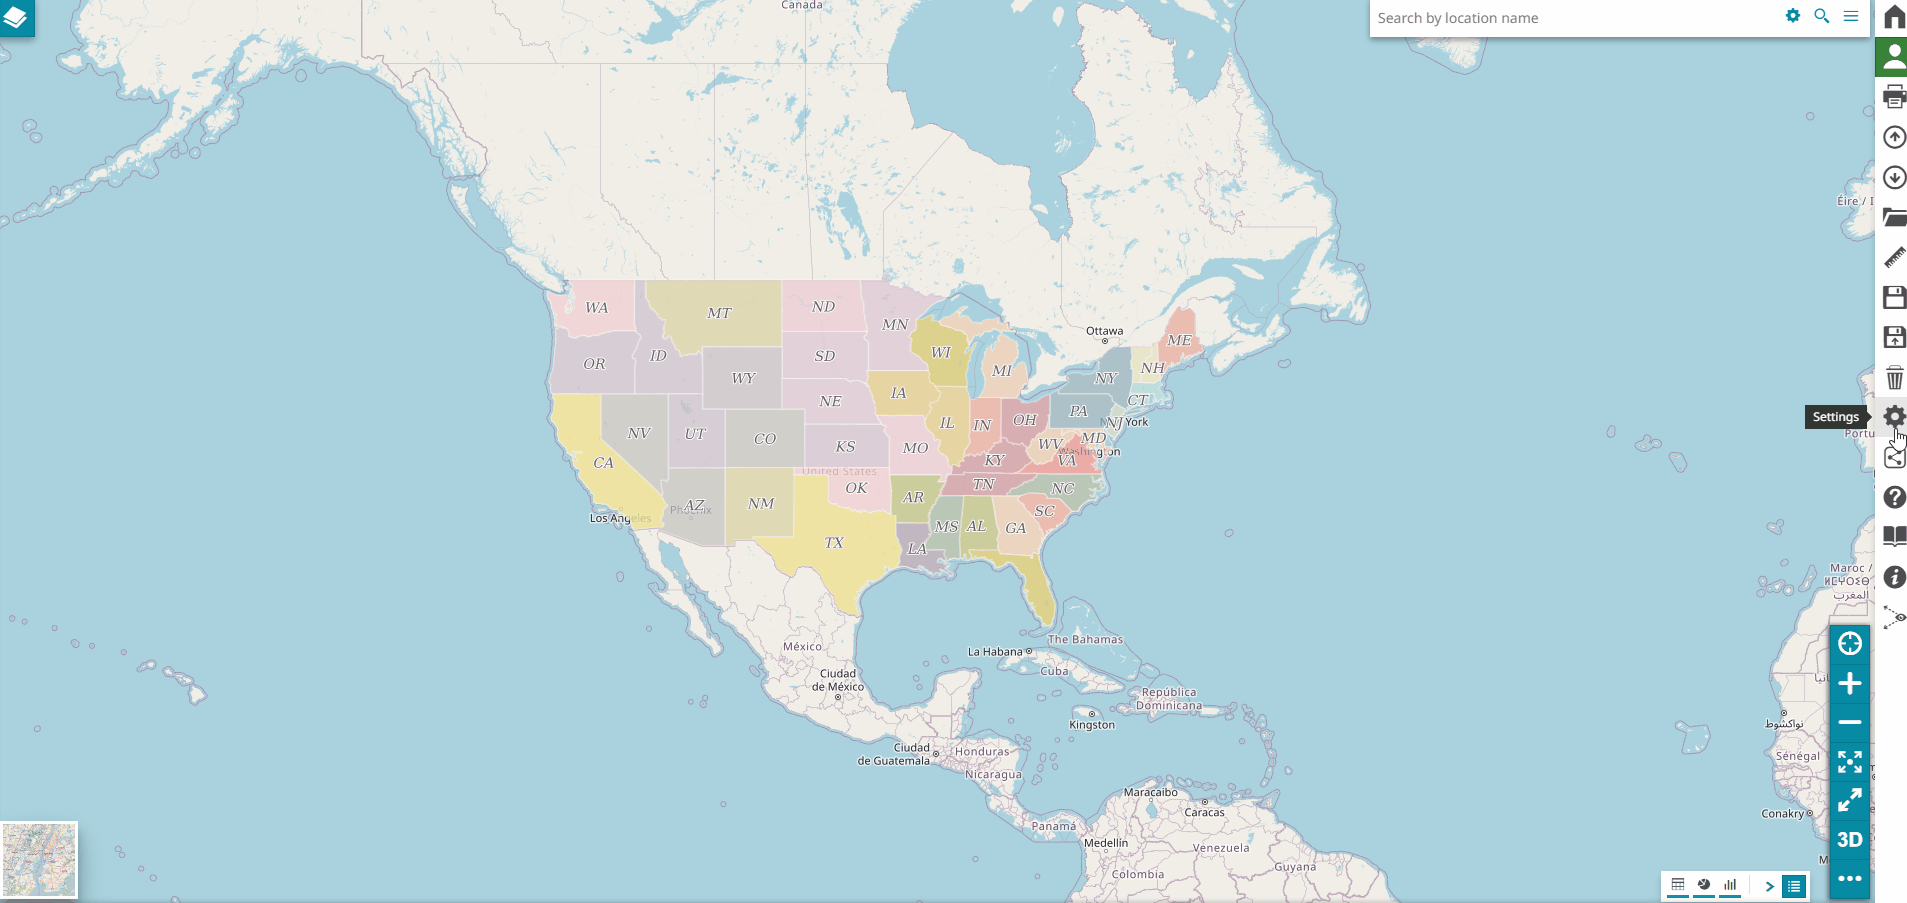 Canada
Search by location name
Éire / I
WA
MT
ND
MN
OR
ID
SD
WY
WI
MI
Ottawa
ME
NH
NY
CT
NE
IA
PA
NJ
York
NV
UT
CO
KS
MO
IL
IN
OH
WV
MD
Washington
VA
KY
CA
United States
OK
AR
TN
NC
AZ
Phoenix
NM
Los Angeles
TX
MS
AL
GA
SC
LA
Settings
Portu
Maroc /
ⵍⵎⵖⵔⵉⴱ
المغرب
The Bahamas
La Habana
Cuba
México
Ciudad
de México
República
Dominicana
Kingston
Ciudad
de Guatemala
Honduras
Nicaragua
نواكشوط
Sénégal
Maracaibo
Caracas
Panamá
Medellín
Venezuela
Colombia
Guyana
Conakry
3D